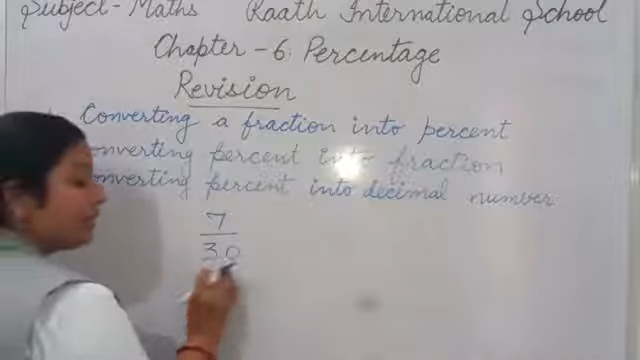 Subject- Maths Raath International School
Chapter -6. Percentage
Revision
Converting a fraction into percent
onverting percent into fraction
onverting percent into decimal number
7
30